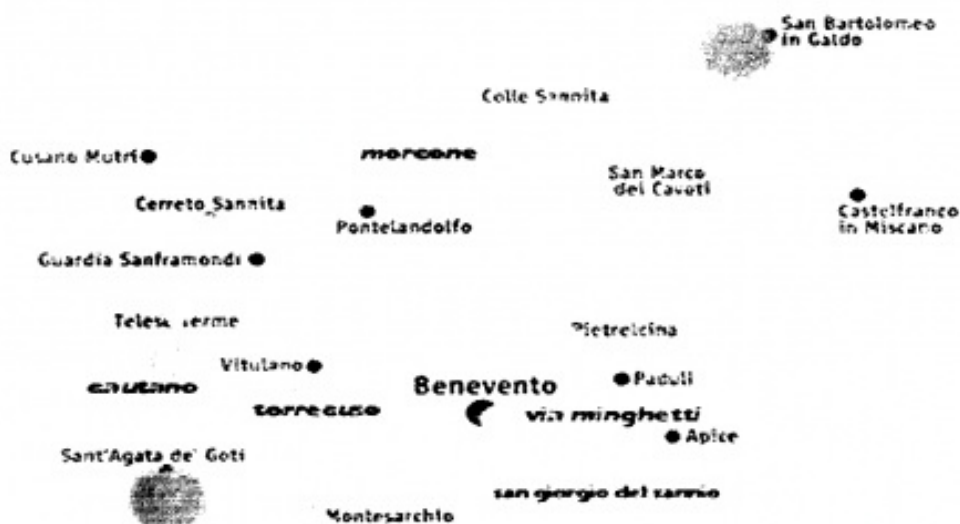 San Bartolomeo
in Galdo
Colle Sannita
Cusano Mutri
morcone
San Marco
dei Cavoti
Cerreto Sannita
Pontelandolfo
Castelfranco
in Miscano
Guardia Sanframondi
Pietrelcina
Vitulano
Paduli
Benevento
cautano
torrecuso
via minghetti
Apice
Sant'Agata de' Goti
san giorgio del sannio
Montesarchio